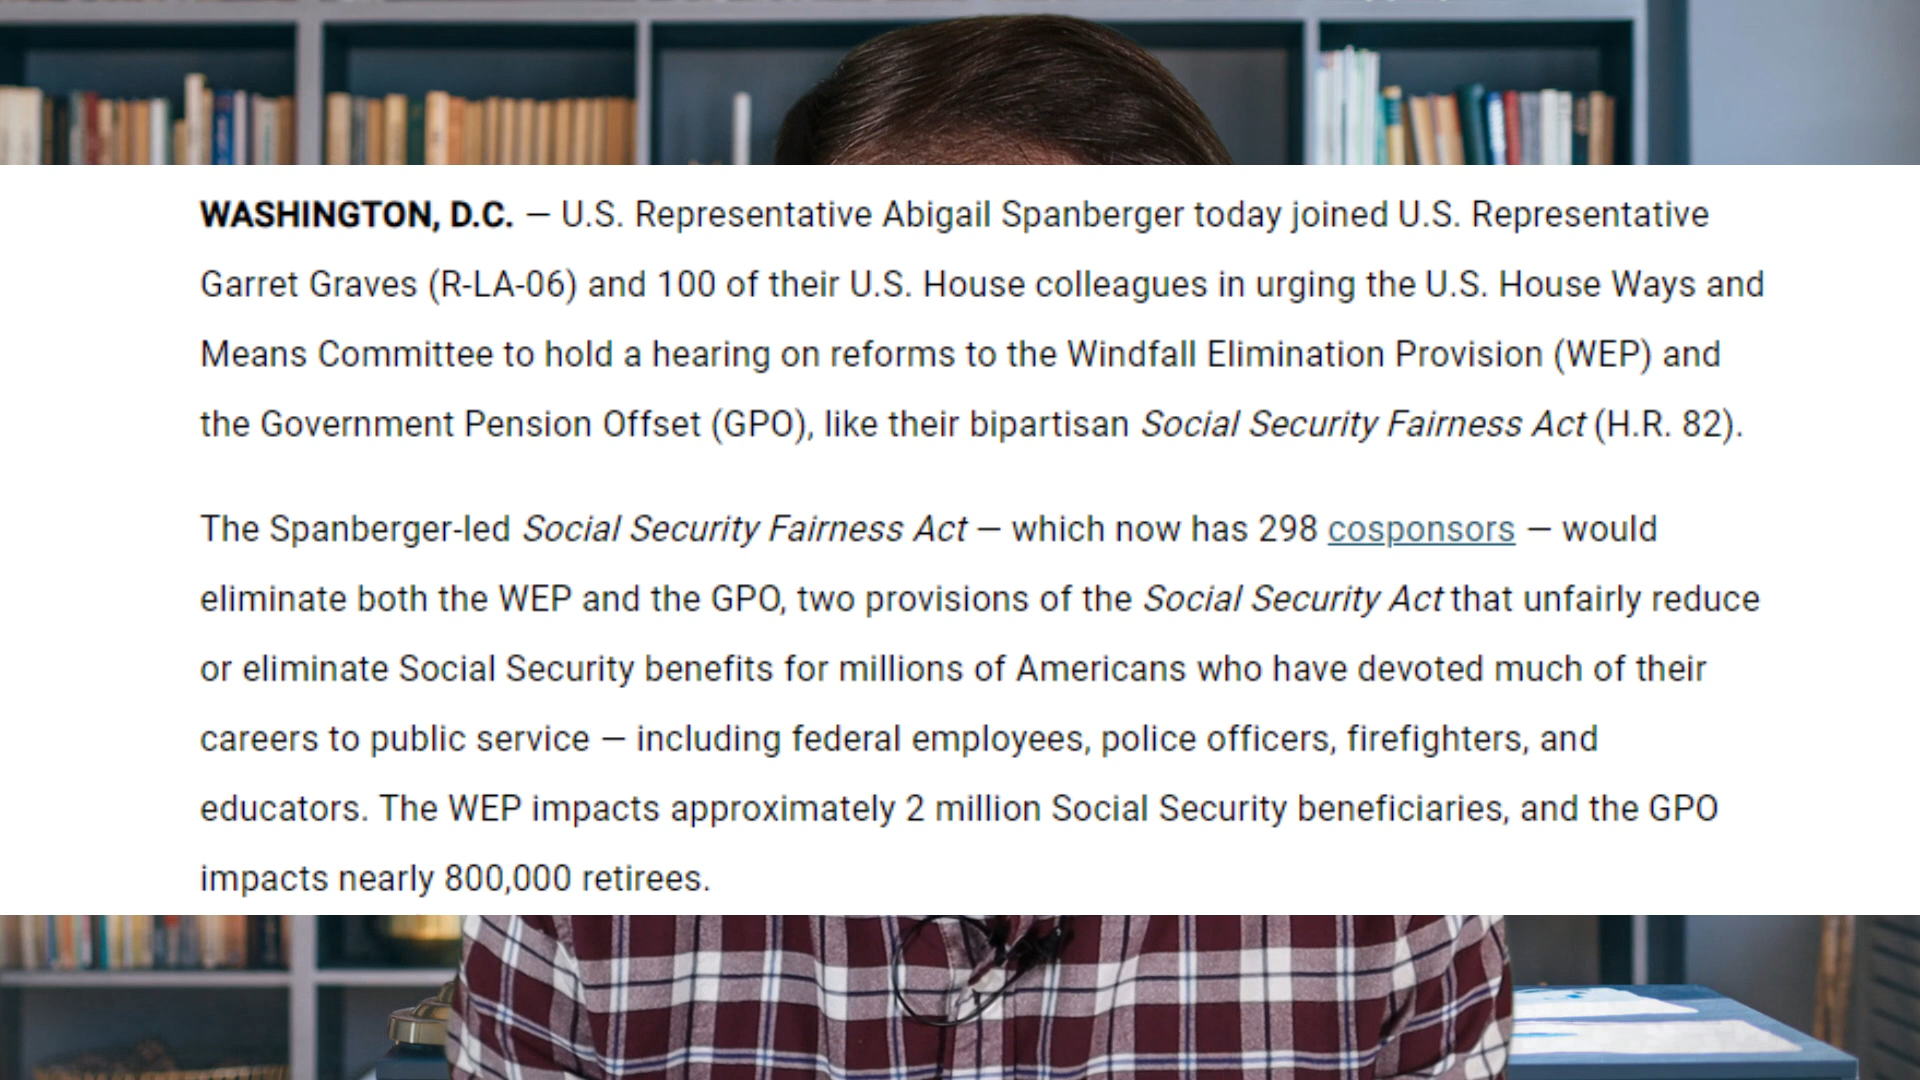 WASHINGTON, D.C. — U.S. Representative Abigail Spanberger today joined U.S. Representative
Garret Graves (R-LA-06) and 100 of their U.S. House colleagues in urging the U.S. House Ways and
Means Committee to hold a hearing on reforms to the Windfall Elimination Provision (WEP) and
the Government Pension Offset (GPO), like their bipartisan Social Security Fairness Act (H.R. 82).
The Spanberger-led Social Security Fairness Act — which now has 298 cosponsors — would
eliminate both the WEP and the GPO, two provisions of the Social Security Act that unfairly reduce
or eliminate Social Security benefits for millions of Americans who have devoted much of their
careers to public service — including federal employees, police officers, firefighters, and
educators. The WEP impacts approximately 2 million Social Security beneficiaries, and the GPO
impacts nearly 800,000 retirees.